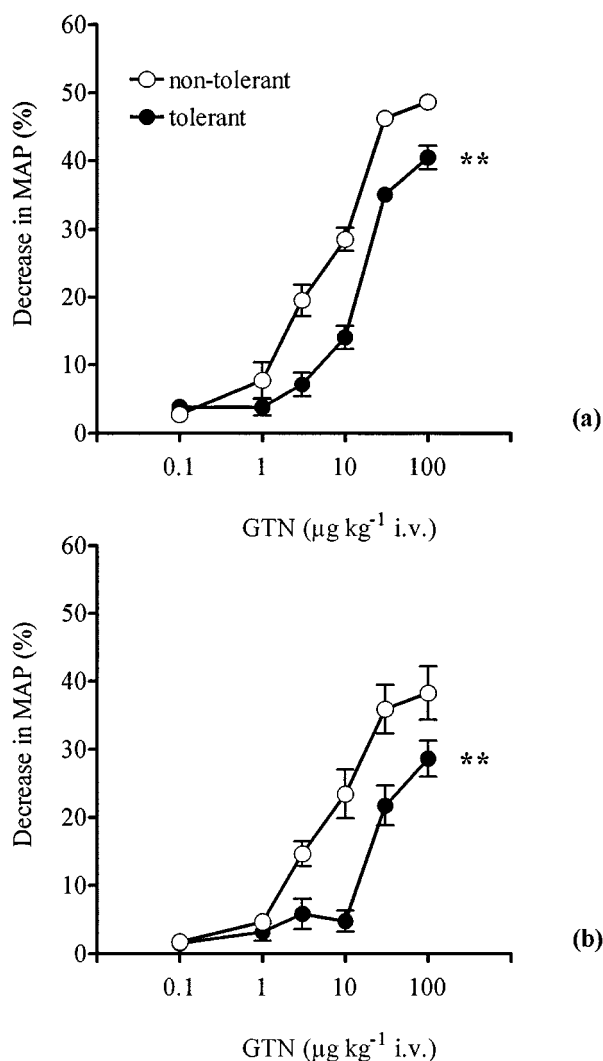 60
50
40
30
20
10
0
Decrease in MAP (%)
non-tolerant
tolerant
**
0.1 1 10 100
GTN (µg kg⁻¹ i.v.)
(a)
60
50
40
30
20
10
0
Decrease in MAP (%)
**
0.1 1 10 100
GTN (µg kg⁻¹ i.v.)
(b)